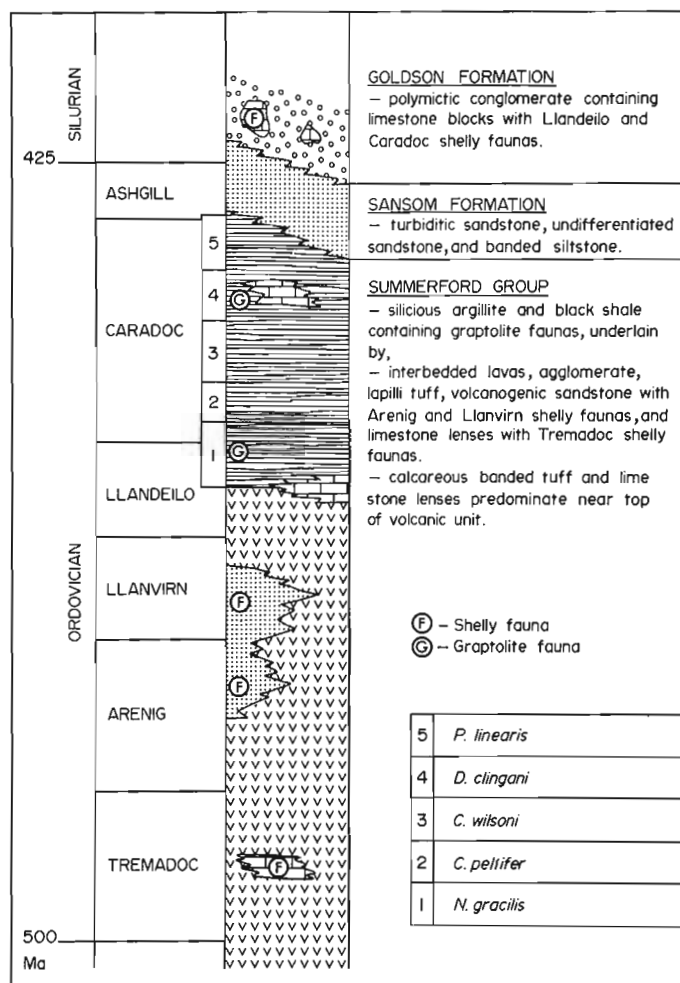 SILURIAN
425
ORDOVICIAN
500
Ma
ASHGILL
CARADOC
LLANDEILO
LLANVIRN
ARENIG
TREMADOC
5
4
3
2
1
F
G
G
F
F
F
GOLDSON FORMATION
– polymictic conglomerate containing
limestone blocks with Llandeilo and
Caradoc shelly faunas.
SANSOM FORMATION
– turbiditic sandstone, undifferentiated
sandstone, and banded siltstone.
SUMMERFORD GROUP
– silicious argillite and black shale
containing graptolite faunas, underlain
by,
– interbedded lavas, agglomerate,
lapilli tuff, volcanogenic sandstone with
Arenig and Llanvirn shelly faunas, and
limestone lenses with Tremadoc shelly
faunas.
– calcareous banded tuff and lime
stone lenses predominate near top
of volcanic unit.
F – Shelly fauna
G – Graptolite fauna
5 P. linearis
4 D. clingani
3 C. wilsoni
2 C. peltifer
1 N. gracilis